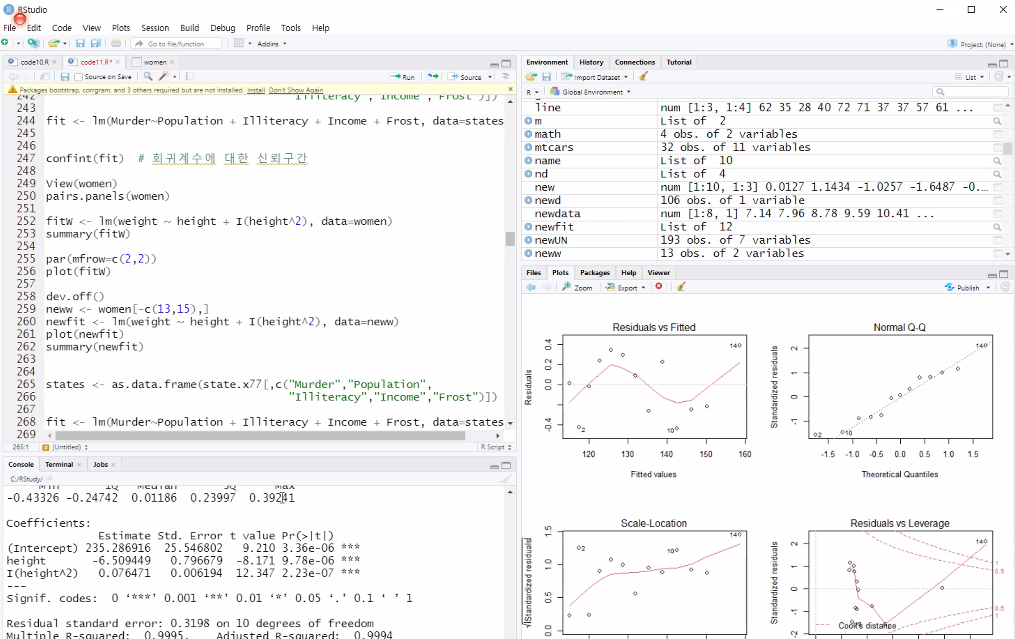 RStudio
File Edit Code View Plots Session Build Debug Profile Tools Help
Go to file/function Addins Project: (None)
code10.R code11.R* women
Source on Save Run Source
Packages bootstrap, corrgram, and 3 others required but are not installed. Install Don't Show Again
242 "Illiteracy","Income","Frost")])
243
244 fit <- lm(Murder~Population + Illiteracy + Income + Frost, data=states
245
246
247 confint(fit) # 회귀계수에 대한 신뢰구간
248
249 View(women)
250 pairs.panels(women)
251
252 fitW <- lm(weight ~ height + I(height^2), data=women)
253 summary(fitW)
254
255 par(mfrow=c(2,2))
256 plot(fitW)
257
258 dev.off()
259 neww <- women[-c(13,15),]
260 newfit <- lm(weight ~ height + I(height^2), data=neww)
261 plot(newfit)
262 summary(newfit)
263
264
265 states <- as.data.frame(state.x77[,c("Murder","Population",
266 "Illiteracy","Income","Frost")])
267
268 fit <- lm(Murder~Population + Illiteracy + Income + Frost, data=states
269
265:1 (Untitled) R Script
Console Terminal Jobs
C:/RStudy/
Min 1Q Median 3Q Max
-0.43326 -0.24742 0.01186 0.23997 0.39241
Coefficients:
Estimate Std. Error t value Pr(>|t|)
(Intercept) 235.286916 25.546802 9.210 3.36e-06 ***
height -6.509449 0.796679 -8.171 9.78e-06 ***
I(height^2) 0.076471 0.006194 12.347 2.23e-07 ***
---
Signif. codes: 0 ‘***’ 0.001 ‘**’ 0.01 ‘*’ 0.05 ‘.’ 0.1 ‘ ’ 1
Residual standard error: 0.3198 on 10 degrees of freedom
Multiple R-squared: 0.9995, Adjusted R-squared: 0.9994
Environment History Connections Tutorial
Import Dataset List
R Global Environment
line num [1:3, 1:4] 62 35 28 40 72 71 37 37 57 61 ...
m List of 2
math 4 obs. of 2 variables
mtcars 32 obs. of 11 variables
name List of 10
nd List of 4
new num [1:10, 1:3] 0.0127 1.1434 -1.0257 -1.6487 -0...
newd 106 obs. of 1 variable
newdata num [1:8, 1] 7.14 7.96 8.78 9.59 10.41 ...
newfit List of 12
newUN 193 obs. of 7 variables
neww 13 obs. of 2 variables
Files Plots Packages Help Viewer
Zoom Export Publish
Residuals vs Fitted
Residuals
-0.4 0.0 0.2 0.4
14
2
10
120 130 140 150 160
Fitted values
Normal Q-Q
Standardized residuals
-1 0 1 2
14
2
10
-1.5 -1.0 -0.5 0.0 0.5 1.0 1.5
Theoretical Quantiles
Scale-Location
√|Standardized residuals|
0.0 0.5 1.0 1.5
14
2
10
Residuals vs Leverage
Standardized residuals
-2 -1 0 1 2
14
1
0.5
0.5
1
Cook's distance